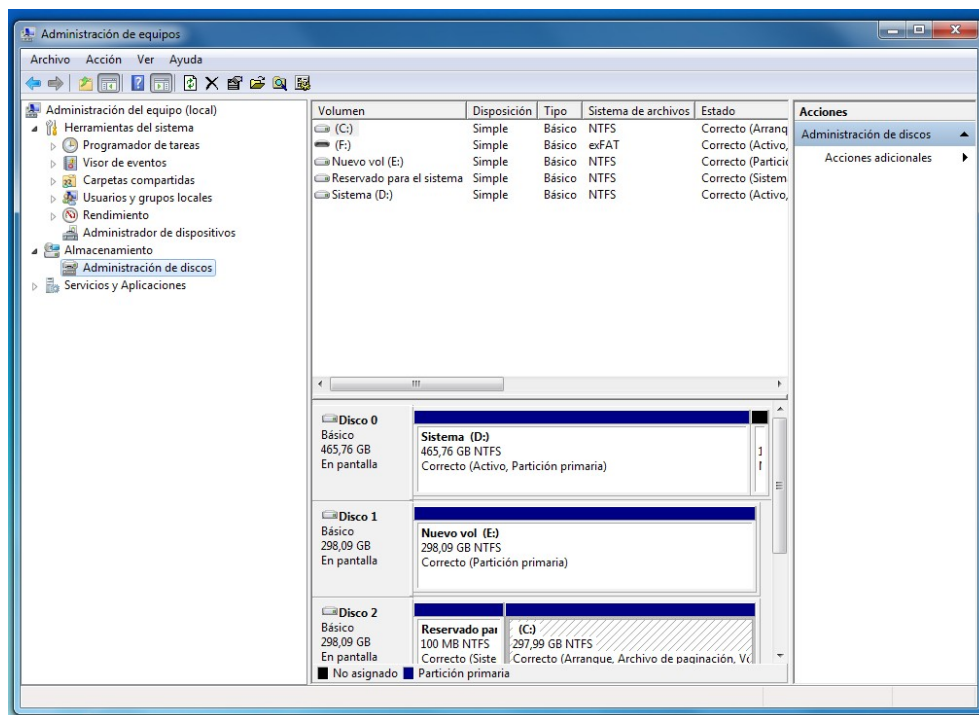 Administración de equipos
Archivo Acción Ver Ayuda
Administración del equipo (local)
Herramientas del sistema
Programador de tareas
Visor de eventos
Carpetas compartidas
Usuarios y grupos locales
Rendimiento
Administrador de dispositivos
Almacenamiento
Administración de discos
Servicios y Aplicaciones
Volumen Disposición Tipo Sistema de archivos Estado
(C:) Simple Básico NTFS Correcto (Arranq
(F:) Simple Básico exFAT Correcto (Activo,
Nuevo vol (E:) Simple Básico NTFS Correcto (Partici
Reservado para el sistema Simple Básico NTFS Correcto (Sistem
Sistema (D:) Simple Básico NTFS Correcto (Activo,
Disco 0
Básico
465,76 GB
En pantalla
Sistema (D:)
465,76 GB NTFS
Correcto (Activo, Partición primaria)
1
Disco 1
Básico
298,09 GB
En pantalla
Nuevo vol (E:)
298,09 GB NTFS
Correcto (Partición primaria)
Disco 2
Básico
298,09 GB
En pantalla
Reservado par
100 MB NTFS
Correcto (Siste
(C:)
297,99 GB NTFS
Correcto (Arranque, Archivo de paginación, Vo
No asignado Partición primaria
Acciones
Administración de discos
Acciones adicionales